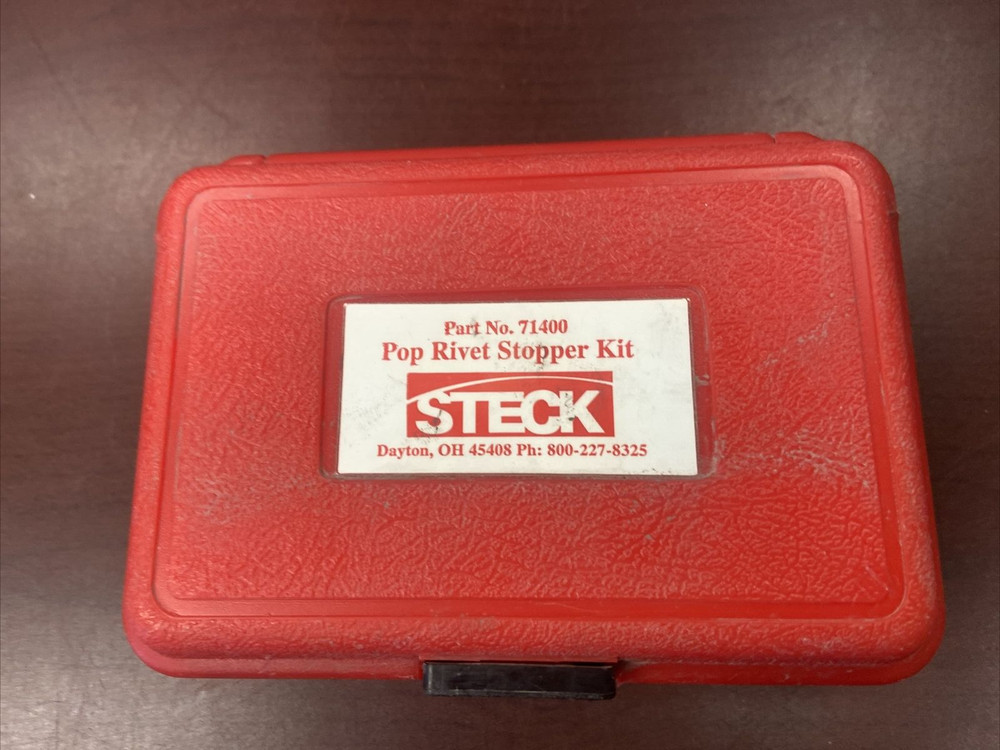 Part No. 71400
Pop Rivet Stopper Kit
STECK
Dayton, OH 45408 Ph: 800-227-8325